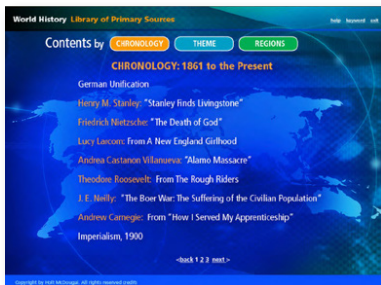 World History Library of Primary Sources
help keyword exit
Contents by CHRONOLOGY THEME REGIONS
CHRONOLOGY: 1861 to the Present
German Unification
Henry M. Stanley: "Stanley Finds Livingstone"
Friedrich Nietzsche: "The Death of God"
Lucy Larcom: From A New England Girlhood
Andrea Castanon Villanueva: "Alamo Massacre"
Theodore Roosevelt: From The Rough Riders
J. E. Neilly: "The Boer War: The Suffering of the Civilian Population"
Andrew Carnegie: From "How I Served My Apprenticeship"
Imperialism, 1900
<back 1 2 3 next >
Copyright by Holt McDougal. All rights reserved credits